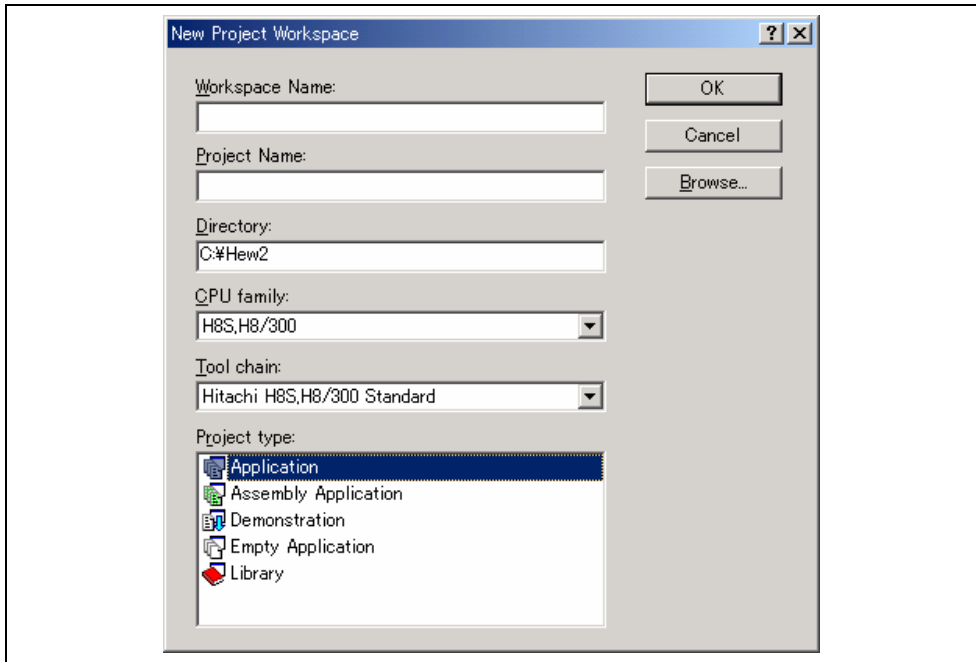 New Project Workspace
Workspace Name:
OK
Cancel
Project Name:
Browse...
Directory:
C:¥Hew2
CPU family:
H8S,H8/300
Tool chain:
Hitachi H8S,H8/300 Standard
Project type:
Application
Assembly Application
Demonstration
Empty Application
Library